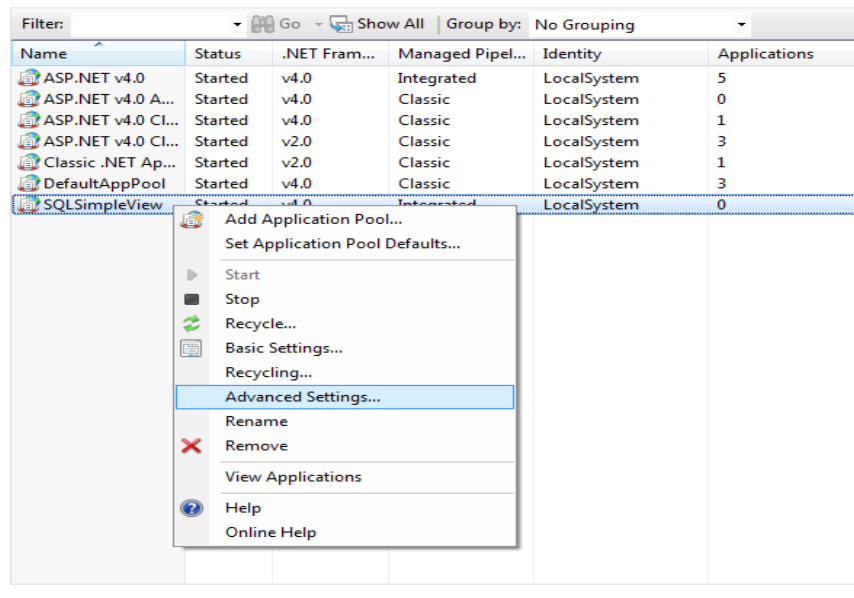 Filter: Go Show All Group by: No Grouping
Name Status .NET Fram... Managed Pipel... Identity Applications
ASP.NET v4.0 Started v4.0 Integrated LocalSystem 5
ASP.NET v4.0 A... Started v4.0 Classic LocalSystem 0
ASP.NET v4.0 Cl... Started v4.0 Classic LocalSystem 1
ASP.NET v4.0 Cl... Started v2.0 Classic LocalSystem 3
Classic .NET Ap... Started v2.0 Classic LocalSystem 1
DefaultAppPool Started v4.0 Classic LocalSystem 3
SQLSimpleView Started v4.0 Integrated LocalSystem 0
Add Application Pool...
Set Application Pool Defaults...
Start
Stop
Recycle...
Basic Settings...
Recycling...
Advanced Settings...
Rename
Remove
View Applications
Help
Online Help